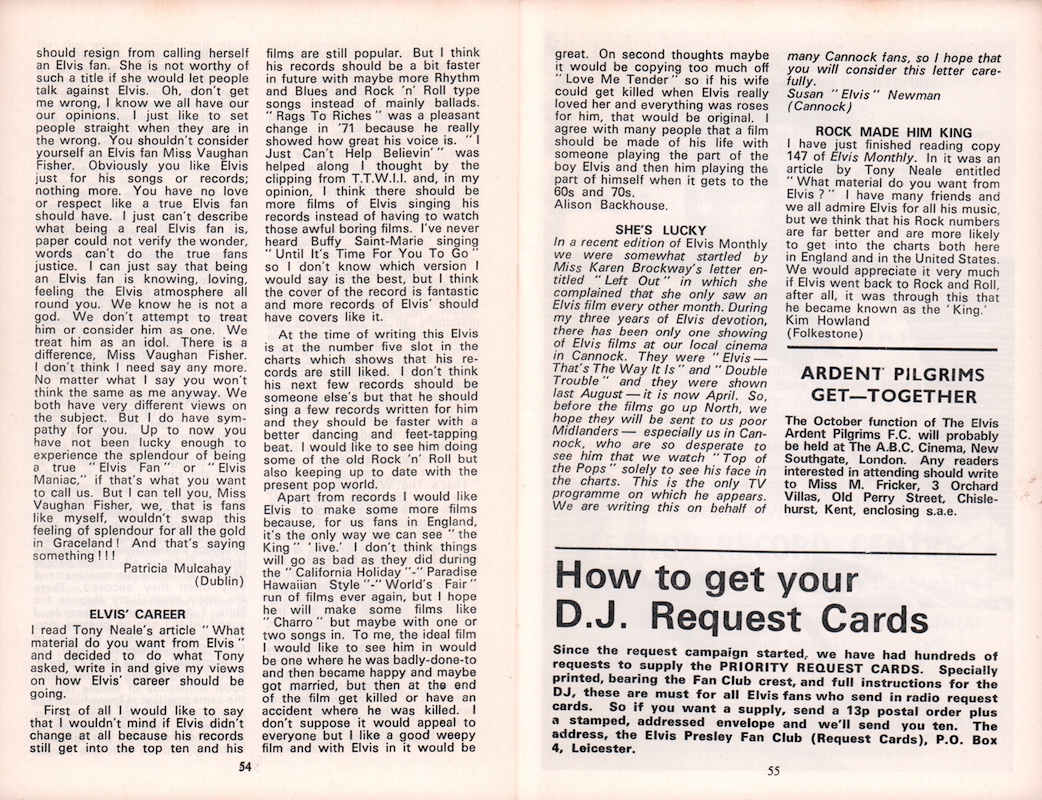 should resign from calling herself
an Elvis fan. She is not worthy of
such a title if she would let people
talk against Elvis. Oh, don't get
me wrong, I know we all have our
our opinions. I just like to set
people straight when they are in
the wrong. You shouldn't consider
yourself an Elvis fan Miss Vaughan
Fisher. Obviously you like Elvis
just for his songs or records;
nothing more. You have no love
or respect like a true Elvis fan
should have. I just can't describe
what being a real Elvis fan is,
paper could not verify the wonder,
words can't do the true fans
justice. I can just say that being
an Elvis fan is knowing, loving,
feeling the Elvis atmosphere all
round you. We know he is not a
god. We don't attempt to treat
him or consider him as one. We
treat him as an idol. There is a
difference, Miss Vaughan Fisher.
I don't think I need say any more.
No matter what I say you won't
think the same as me anyway. We
both have very different views on
the subject. But I do have sym-
pathy for you. Up to now you
have not been lucky enough to
experience the splendour of being
a true "Elvis Fan" or "Elvis
Maniac," if that's what you want
to call us. But I can tell you, Miss
Vaughan Fisher, we, that is fans
like myself, wouldn't swap this
feeling of splendour for all the gold
in Graceland! And that's saying
something!!!
Patricia Mulcahay
(Dublin)
ELVIS' CAREER
I read Tony Neale's article "What
material do you want from Elvis"
and decided to do what Tony
asked, write in and give my views
on how Elvis' career should be
going.
First of all I would like to say
that I wouldn't mind if Elvis didn't
change at all because his records
still get into the top ten and his
54
films are still popular. But I think
his records should be a bit faster
in future with maybe more Rhythm
and Blues and Rock 'n' Roll type
songs instead of mainly ballads.
"Rags To Riches" was a pleasant
change in '71 because he really
showed how great his voice is. "I
Just Can't Help Believin'" was
helped along I thought by the
clipping from T.T.W.I.I. and, in my
opinion, I think there should be
more films of Elvis singing his
records instead of having to watch
those awful boring films. I've never
heard Buffy Saint-Marie singing
"Until It's Time For You To Go"
so I don't know which version I
would say is the best, but I think
the cover of the record is fantastic
and more records of Elvis' should
have covers like it.
At the time of writing this Elvis
is at the number five slot in the
charts which shows that his re-
cords are still liked. I don't think
his next few records should be
someone else's but that he should
sing a few records written for him
and they should be faster with a
better dancing and feet-tapping
beat. I would like to see him doing
some of the old Rock 'n' Roll but
also keeping up to date with the
present pop world.
Apart from records I would like
Elvis to make some more films
because, for us fans in England,
it's the only way we can see "the
King" 'live.' I don't think things
will go as bad as they did during
the "California Holiday"-"Paradise
Hawaiian Style"-"World's Fair"
run of films ever again, but I hope
he will make some films like
"Charro" but maybe with one or
two songs in. To me, the ideal film
I would like to see him in would
be one where he was badly-done-to
and then became happy and maybe
got married, but then at the end
of the film get killed or have an
accident where he was killed. I
don't suppose it would appeal to
everyone but I like a good weepy
film and with Elvis in it would be
great. On second thoughts maybe
it would be copying too much off
"Love Me Tender" so if his wife
could get killed when Elvis really
loved her and everything was roses
for him, that would be original. I
agree with many people that a film
should be made of his life with
someone playing the part of the
boy Elvis and then him playing the
part of himself when it gets to the
60s and 70s.
Alison Backhouse.
SHE'S LUCKY
In a recent edition of Elvis Monthly
we were somewhat startled by
Miss Karen Brockway's letter en-
titled "Left Out" in which she
complained that she only saw an
Elvis film every other month. During
my three years of Elvis devotion,
there has been only one showing
of Elvis films at our local cinema
in Cannock. They were "Elvis—
That's The Way It Is" and "Double
Trouble" and they were shown
last August—it is now April. So,
before the films go up North, we
hope they will be sent to us poor
Midlanders — especially us in Can-
nock, who are so desperate to
see him that we watch "Top of
the Pops" solely to see his face in
the charts. This is the only TV
programme on which he appears.
We are writing this on behalf of
many Cannock fans, so I hope that
you will consider this letter care-
fully.
Susan "Elvis" Newman
(Cannock)
ROCK MADE HIM KING
I have just finished reading copy
147 of Elvis Monthly. In it was an
article by Tony Neale entitled
"What material do you want from
Elvis?" I have many friends and
we all admire Elvis for all his music,
but we think that his Rock numbers
are far better and are more likely
to get into the charts both here
in England and in the United States.
We would appreciate it very much
if Elvis went back to Rock and Roll,
after all, it was through this that
he became known as the 'King.'
Kim Howland
(Folkestone)
ARDENT PILGRIMS
GET—TOGETHER
The October function of The Elvis
Ardent Pilgrims F.C. will probably
be held at The A.B.C. Cinema, New
Southgate, London. Any readers
interested in attending should write
to Miss M. Fricker, 3 Orchard
Villas, Old Perry Street, Chisle-
hurst, Kent, enclosing s.a.e.
How to get your
D.J. Request Cards
Since the request campaign started, we have had hundreds of
requests to supply the PRIORITY REQUEST CARDS. Specially
printed, bearing the Fan Club crest, and full instructions for the
DJ, these are must for all Elvis fans who send in radio request
cards. So if you want a supply, send a 13p postal order plus
a stamped, addressed envelope and we'll send you ten. The
address, the Elvis Presley Fan Club (Request Cards), P.O. Box
4, Leicester.
55